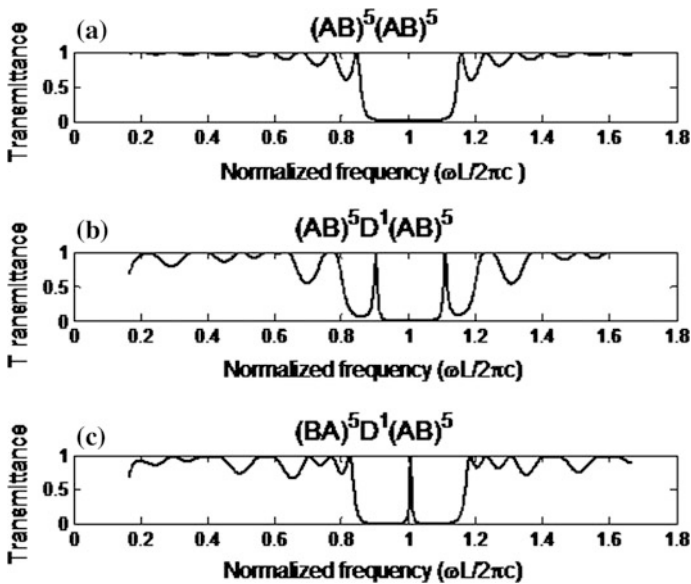 (a) (AB)⁵(AB)⁵
Transmittance
1
0.5
0
0 0.2 0.4 0.6 0.8 1 1.2 1.4 1.6 1.8
Normalized frequency (ωL/2πc )
(b) (AB)⁵D¹(AB)⁵
T ransmittance
1
0.5
0
0 0.2 0.4 0.6 0.8 1 1.2 1.4 1.6 1.8
Normalized frequency (ωL/2πc)
(c) (BA)⁵D¹(AB)⁵
Transmittance
1
0.5
0
0 0.2 0.4 0.6 0.8 1 1.2 1.4 1.6 1.8
Normalized frequency (ωL/2πc)